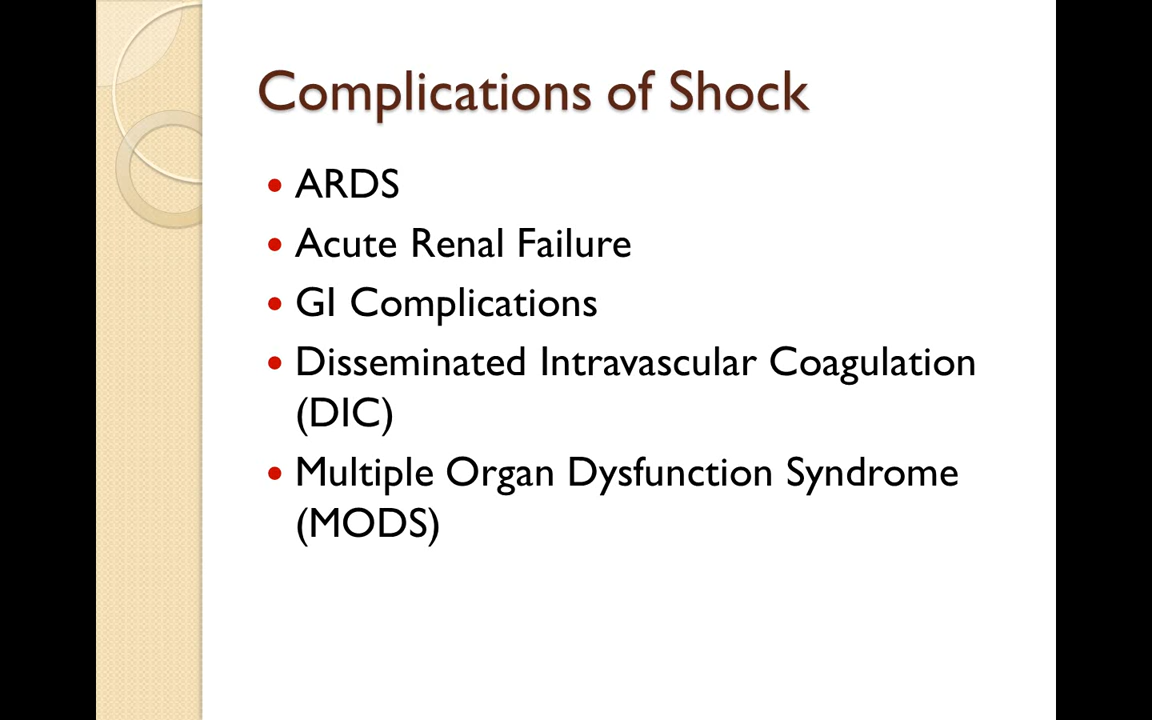 Complications of Shock
• ARDS
• Acute Renal Failure
• GI Complications
• Disseminated Intravascular Coagulation
(DIC)
• Multiple Organ Dysfunction Syndrome
(MODS)